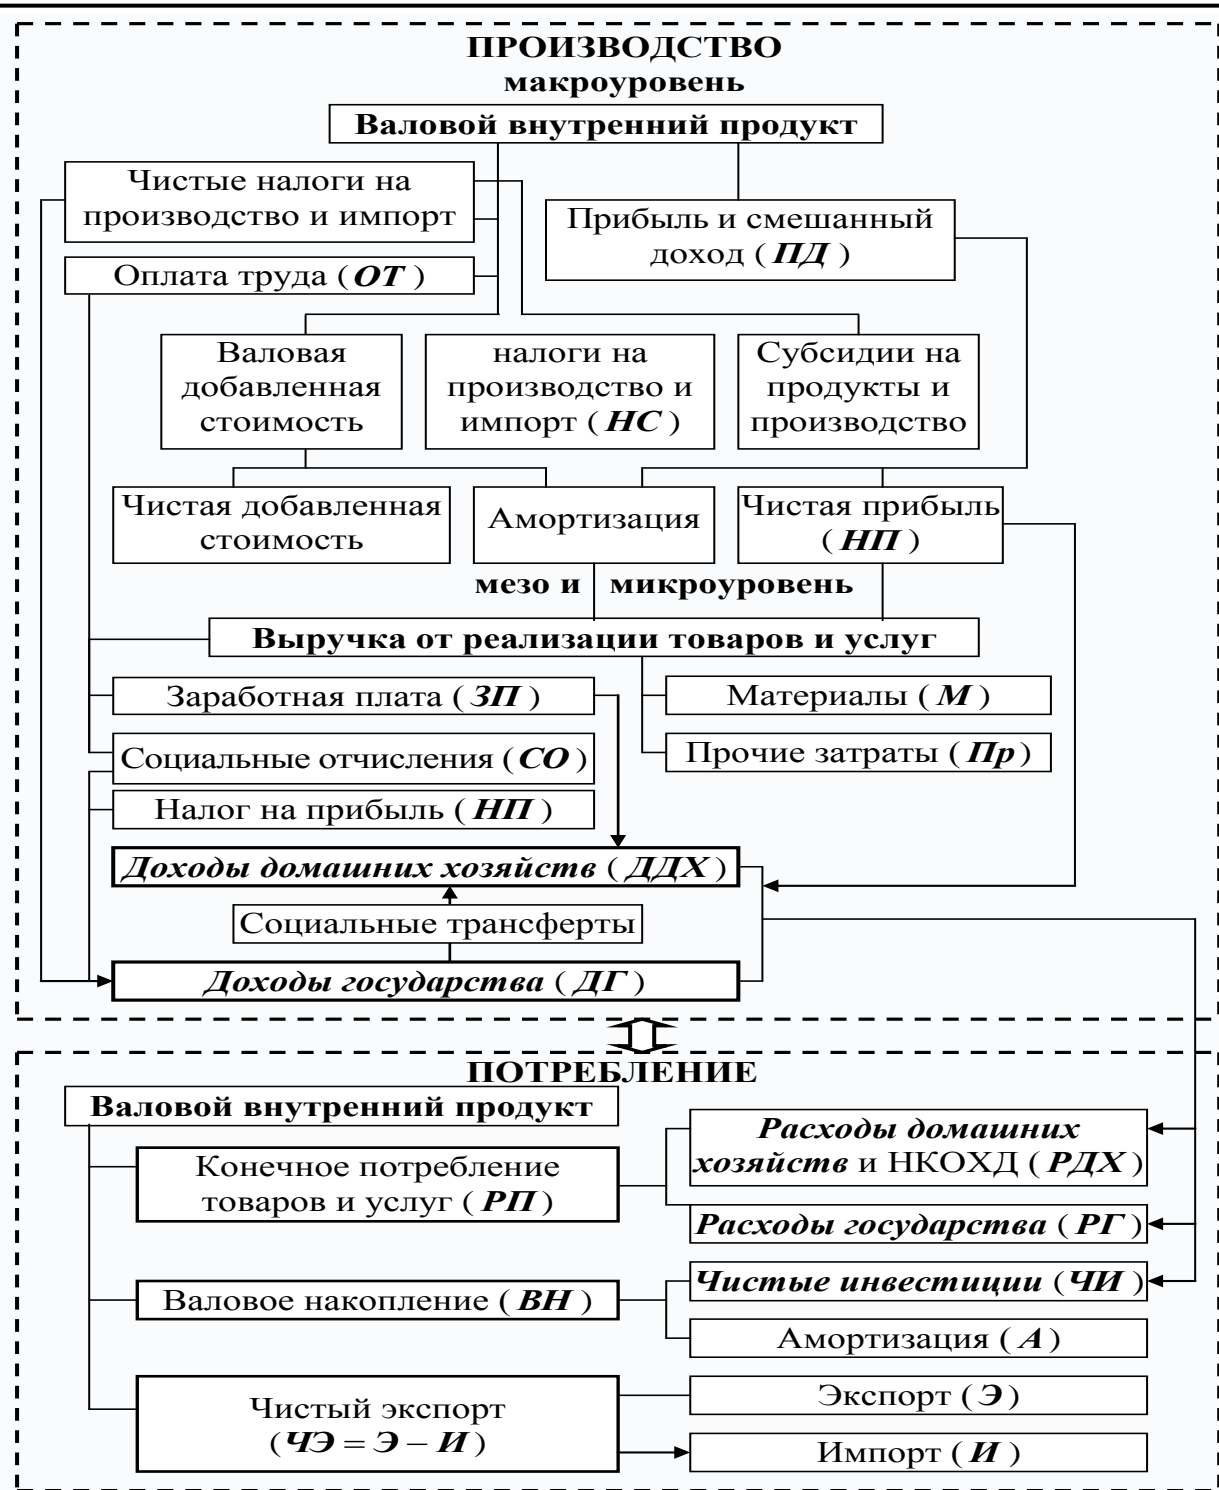 ПРОИЗВОДСТВО
макроуровень
Валовой внутренний продукт
Чистые налоги на
производство и импорт
Прибыль и смешанный
доход ( ПД )
Оплата труда ( ОТ )
Валовая
добавленная
стоимость
налоги на
производство и
импорт ( НС )
Субсидии на
продукты и
производство
Чистая добавленная
стоимость
Амортизация
Чистая прибыль
( НП )
мезо и микроуровень
Выручка от реализации товаров и услуг
Заработная плата ( ЗП )
Материалы ( М )
Социальные отчисления ( СО )
Прочие затраты ( Пр )
Налог на прибыль ( НП )
Доходы домашних хозяйств ( ДДХ )
Социальные трансферты
Доходы государства ( ДГ )
ПОТРЕБЛЕНИЕ
Валовой внутренний продукт
Расходы домашних
хозяйств и НКОХД ( РДХ )
Конечное потребление
товаров и услуг ( РП )
Расходы государства ( РГ )
Чистые инвестиции ( ЧИ )
Валовое накопление ( ВН )
Амортизация ( А )
Экспорт ( Э )
Чистый экспорт
( ЧЭ = Э – И )
Импорт ( И )